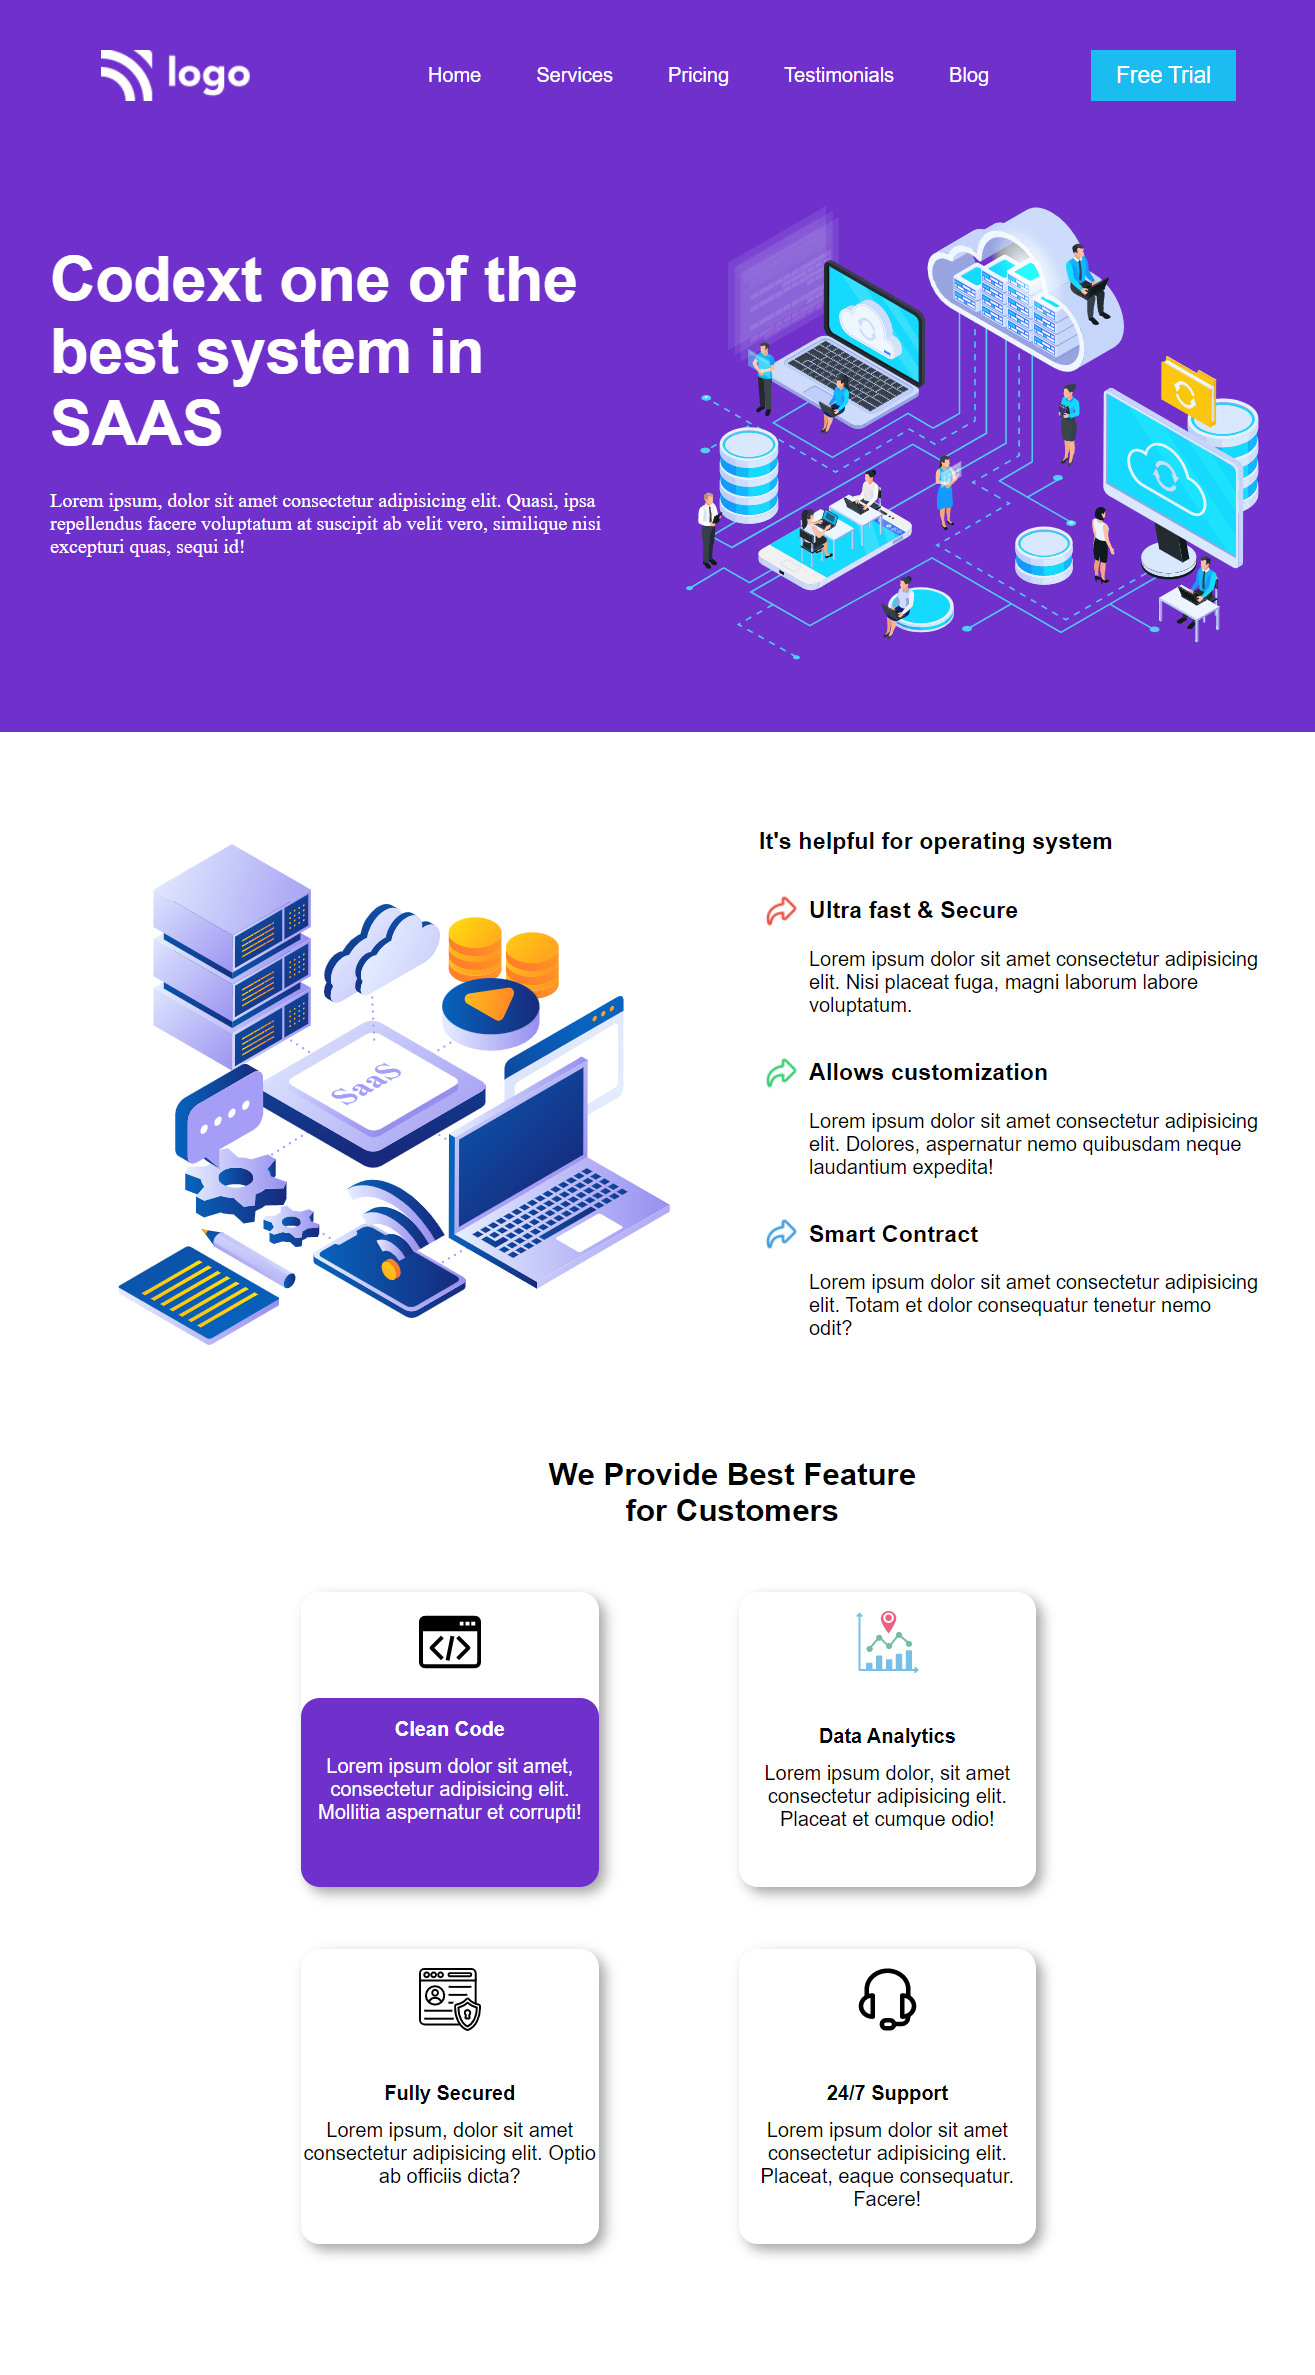 logo
Home
Services
Pricing
Testimonials
Blog
Free Trial
Codext one of the
best system in
SAAS
Lorem ipsum, dolor sit amet consectetur adipisicing elit. Quasi, ipsa
repellendus facere voluptatum at suscipit ab velit vero, similique nisi
excepturi quas, sequi id!
SaaS
It's helpful for operating system
Ultra fast & Secure
Lorem ipsum dolor sit amet consectetur adipisicing
elit. Nisi placeat fuga, magni laborum labore
voluptatum.
Allows customization
Lorem ipsum dolor sit amet consectetur adipisicing
elit. Dolores, aspernatur nemo quibusdam neque
laudantium expedita!
Smart Contract
Lorem ipsum dolor sit amet consectetur adipisicing
elit. Totam et dolor consequatur tenetur nemo
odit?
We Provide Best Feature
for Customers
Clean Code
Lorem ipsum dolor sit amet,
consectetur adipisicing elit.
Mollitia aspernatur et corrupti!
Data Analytics
Lorem ipsum dolor, sit amet
consectetur adipisicing elit.
Placeat et cumque odio!
Fully Secured
Lorem ipsum, dolor sit amet
consectetur adipisicing elit. Optio
ab officiis dicta?
24/7 Support
Lorem ipsum dolor sit amet
consectetur adipisicing elit.
Placeat, eaque consequatur.
Facere!